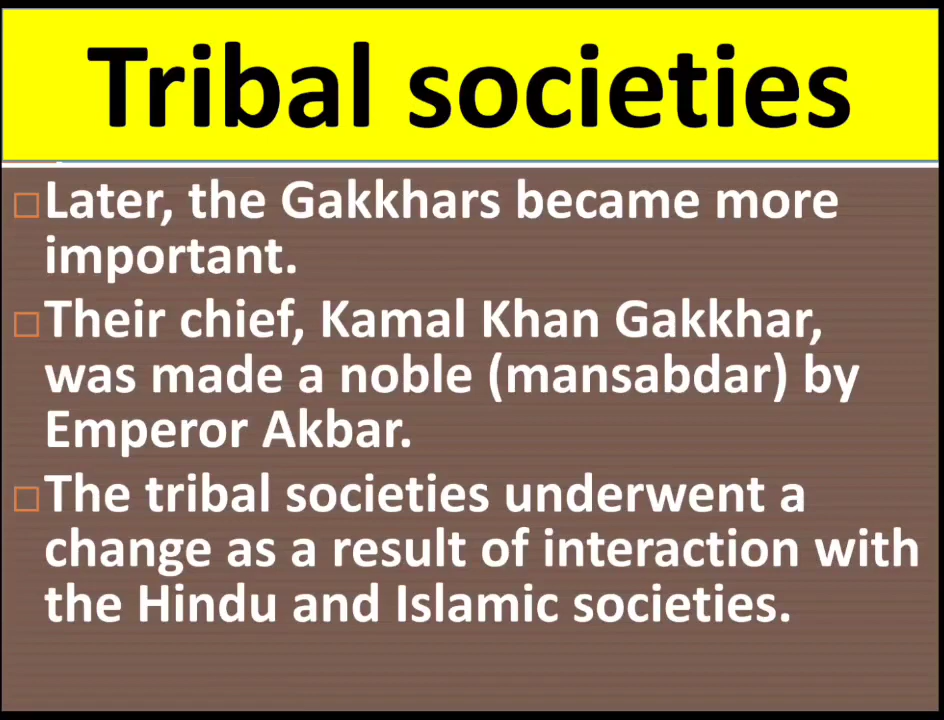 Tribal societies
Later, the Gakkhars became more
important.
Their chief, Kamal Khan Gakkhar,
was made a noble (mansabdar) by
Emperor Akbar.
The tribal societies underwent a
change as a result of interaction with
the Hindu and Islamic societies.